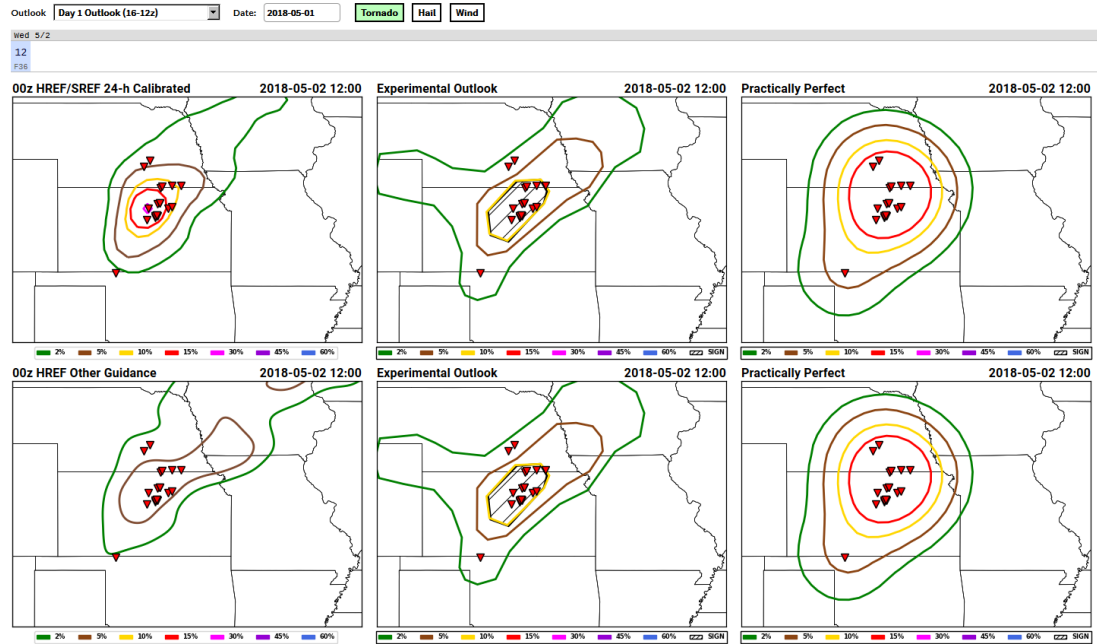 Outlook Day 1 Outlook (16-12z) Date: 2018-05-01 Tornado Hail Wind
Wed 5/2
12
F36
00z HREF/SREF 24-h Calibrated 2018-05-02 12:00 Experimental Outlook 2018-05-02 12:00 Practically Perfect 2018-05-02 12:00
2% 5% 10% 15% 30% 45% 60% 2% 5% 10% 15% 30% 45% 60% SIGN 2% 5% 10% 15% 30% 45% 60% SIGN
00z HREF Other Guidance 2018-05-02 12:00 Experimental Outlook 2018-05-02 12:00 Practically Perfect 2018-05-02 12:00
2% 5% 10% 15% 30% 45% 60% 2% 5% 10% 15% 30% 45% 60% SIGN 2% 5% 10% 15% 30% 45% 60% SIGN